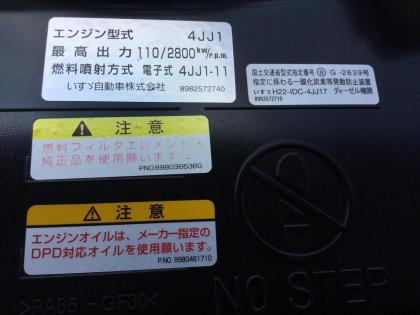 エンジン型式 4JJ1
最高出力 110/2800 kw/r.p.m.
燃料噴射方式 電子式 4JJ1-11
いすゞ自動車株式会社 8982572740
国土交通省型式指定番号 G-2639号
指定に係わる一酸化炭素等発散防止装置
いすゞH22-IDC-4JJ1T ディーゼル機関
8982572710
注意
燃料フィルタエレメントは
純正品を使用願います。
P.NO.8980365360
注意
エンジンオイルは、メーカー指定の
DPD対応オイルを使用願います。
P.NO. 8980461710
NO STEP
>PA66-GF30<